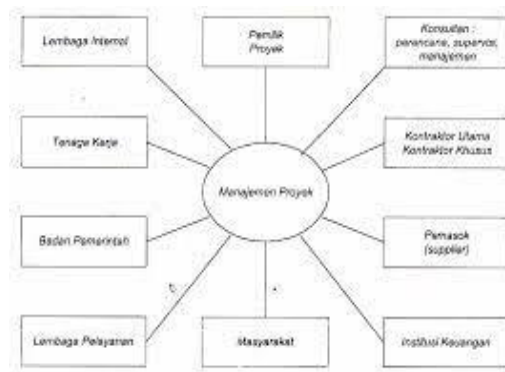 Lembaga Internal
Pemilik
Proyek
Konsultan :
perencana, supervisi,
manajemen
Tenaga Kerja
Kontraktor Utama
Kontraktor Khusus
Manajemen Proyek
Badan Pemerintah
Pemasok
(supplier)
Lembaga Pelayanan
Masyarakat
Institusi Keuangan